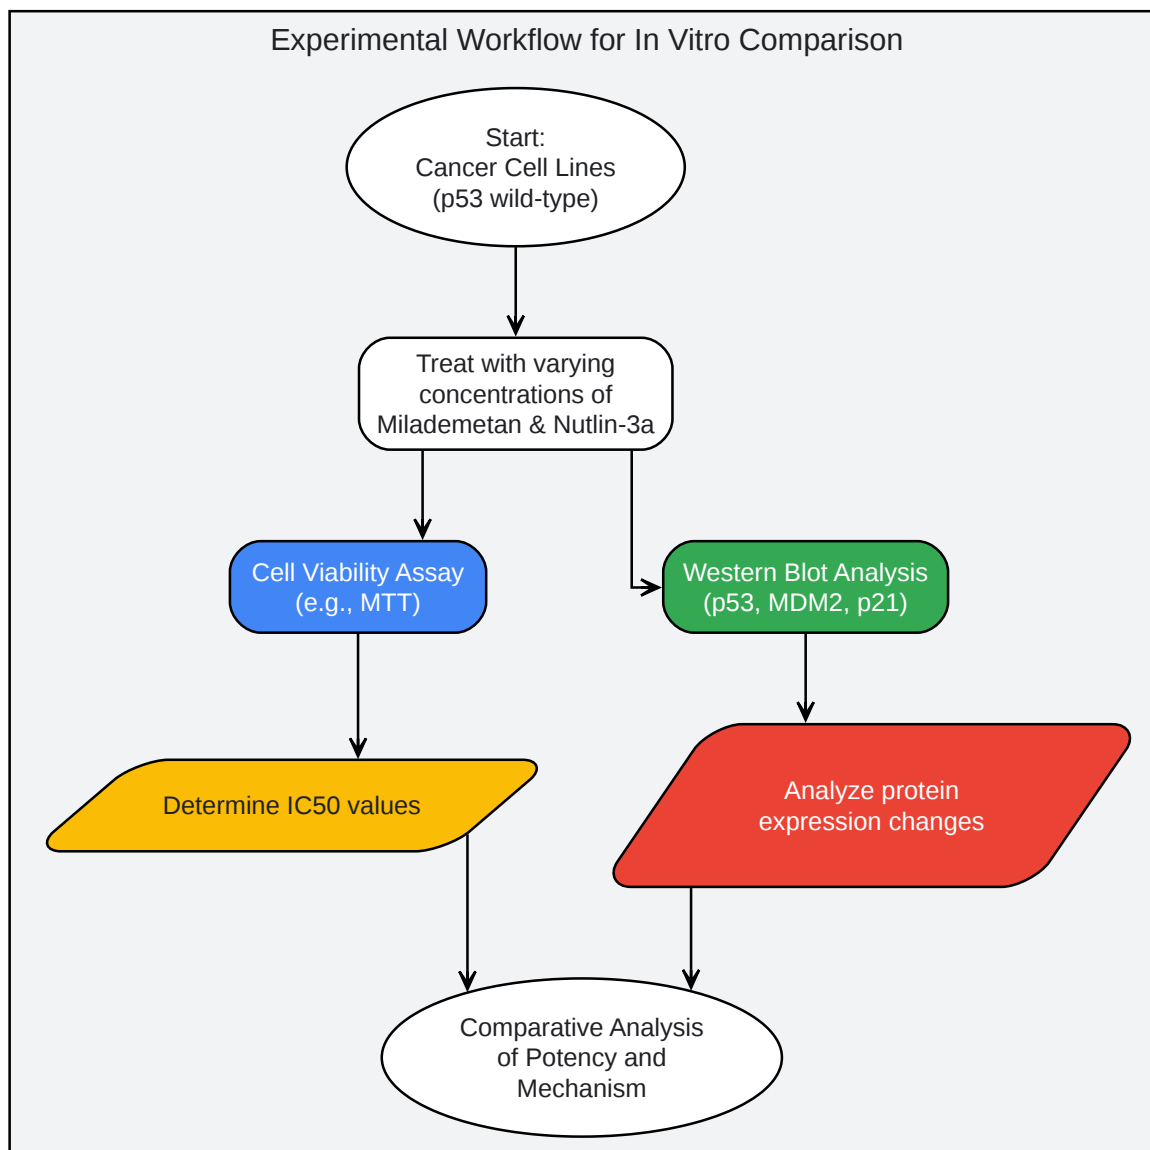 Experimental Workflow for In Vitro Comparison
Start:
Cancer Cell Lines
(p53 wild-type)
Treat with varying
concentrations of
Milademetan & Nutlin-3a
Cell Viability Assay
(e.g., MTT)
Western Blot Analysis
(p53, MDM2, p21)
Determine IC50 values
Analyze protein
expression changes
Comparative Analysis
of Potency and
Mechanism